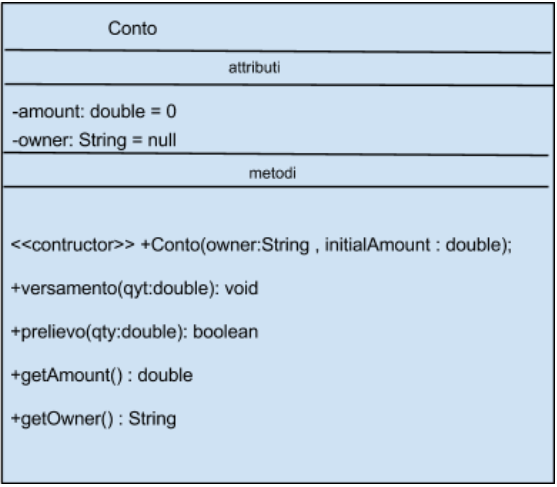 Conto
attributi
-amount: double = 0
-owner: String = null
metodi
<<contructor>> +Conto(owner:String , initialAmount : double);
+versamento(qyt:double): void
+prelievo(qty:double): boolean
+getAmount() : double
+getOwner() : String